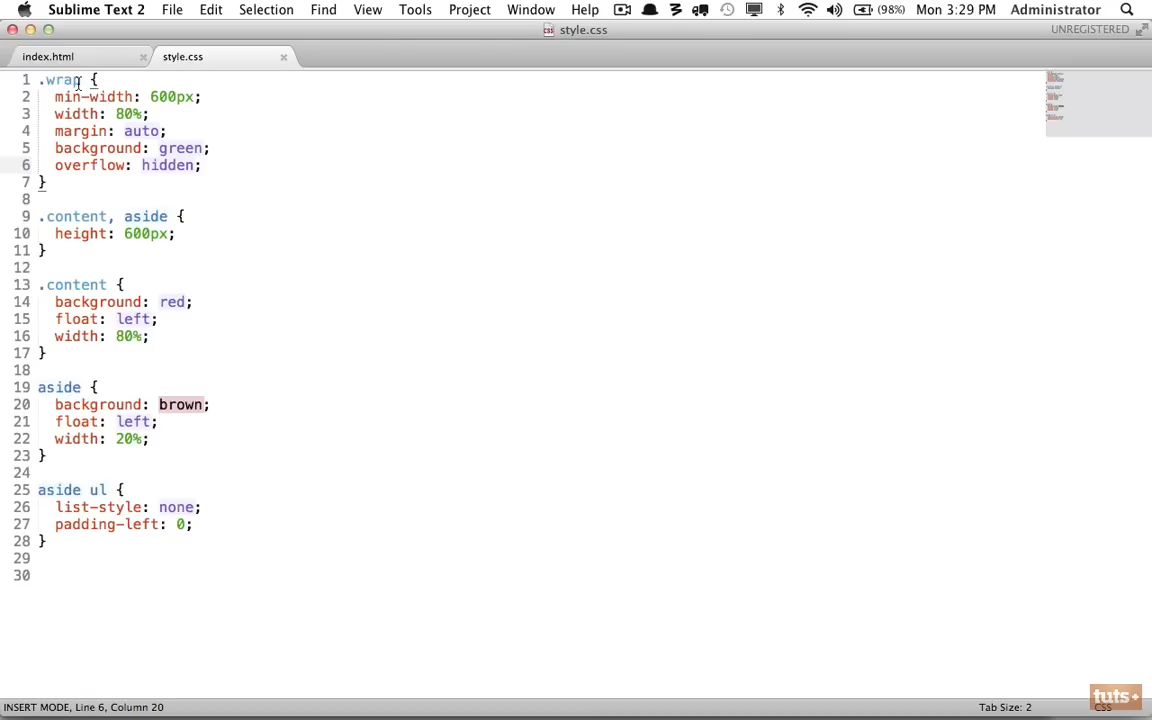 Sublime Text 2 File Edit Selection Find View Tools Project Window Help (98%) Mon 3:29 PM Administrator
style.css UNREGISTERED
index.html style.css
1 .wrap {
2 min-width: 600px;
3 width: 80%;
4 margin: auto;
5 background: green;
6 overflow: hidden;
7 }
8
9 .content, aside {
10 height: 600px;
11 }
12
13 .content {
14 background: red;
15 float: left;
16 width: 80%;
17 }
18
19 aside {
20 background: brown;
21 float: left;
22 width: 20%;
23 }
24
25 aside ul {
26 list-style: none;
27 padding-left: 0;
28 }
29
30
tuts+
INSERT MODE, Line 6, Column 20 Tab Size: 2 CSS